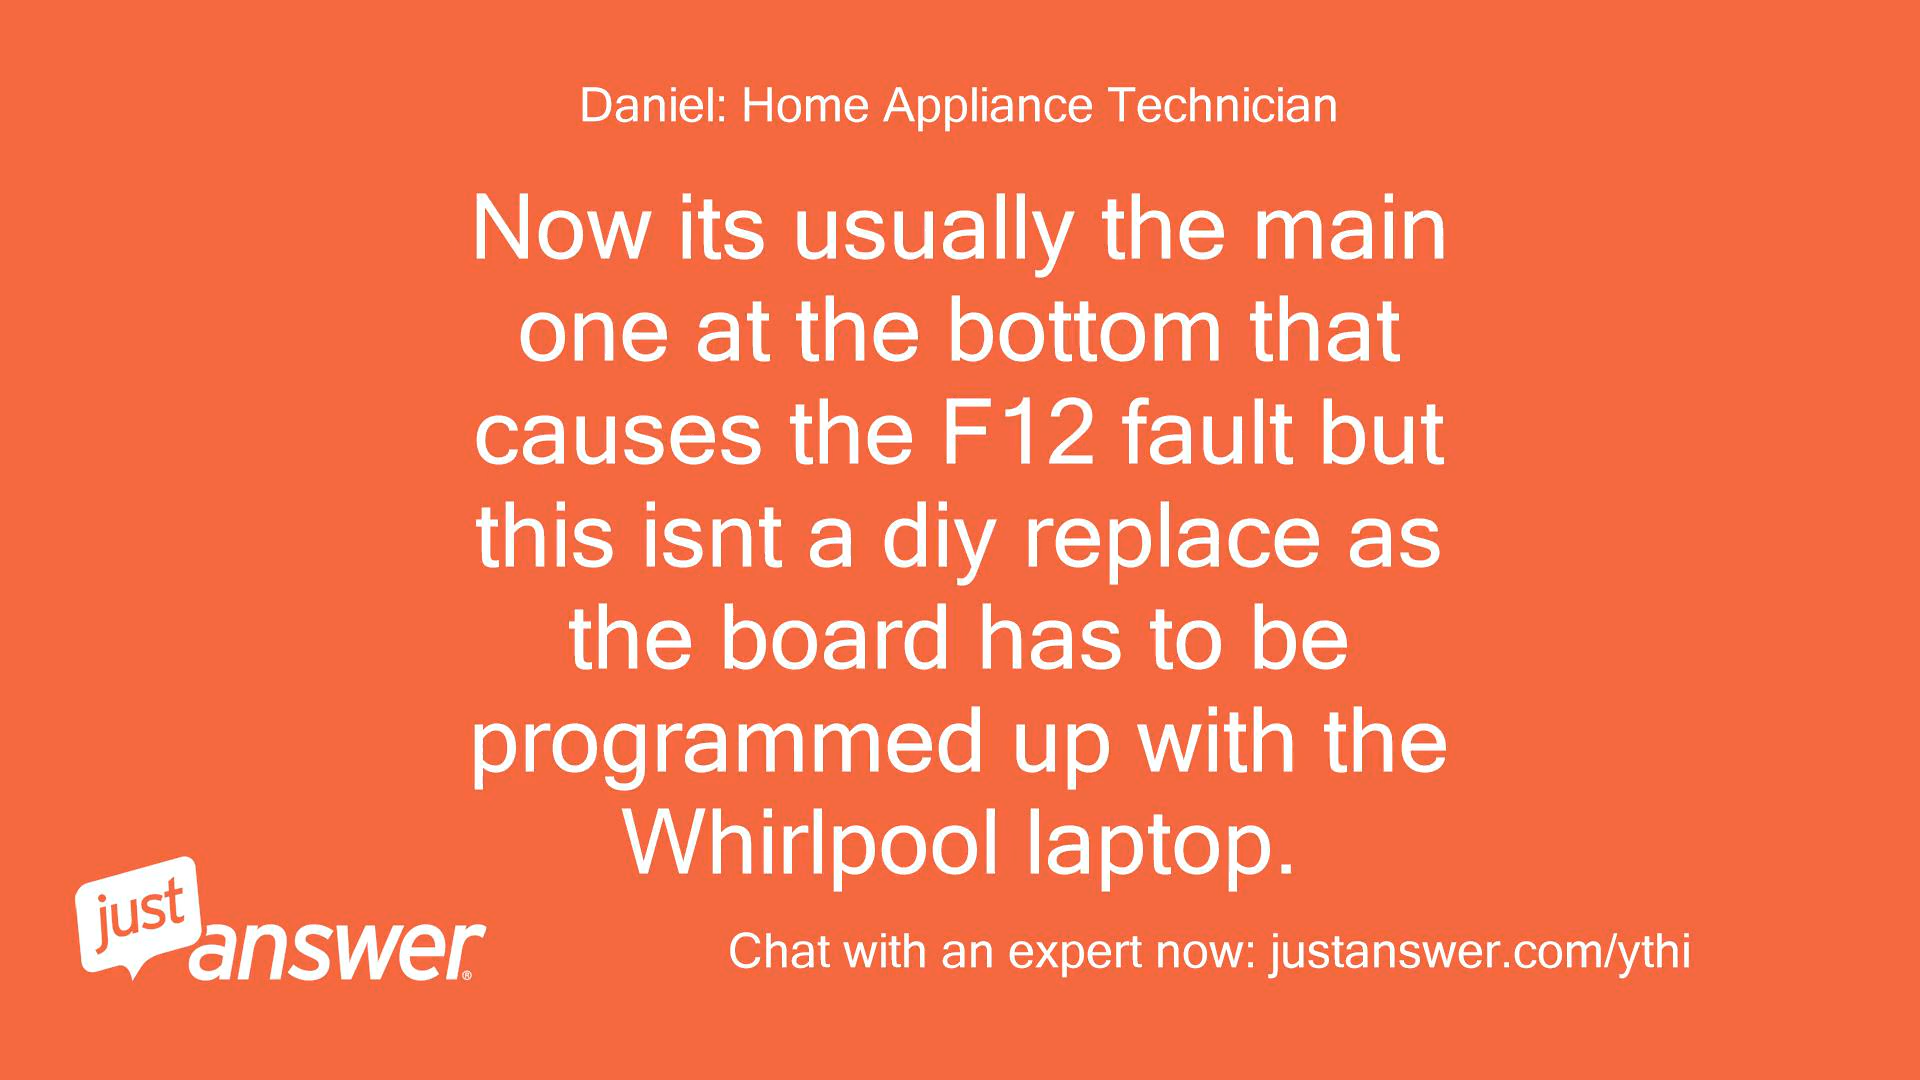 Daniel: Home Appliance Technician
Now its usually the main
one at the bottom that
causes the F12 fault but
this isnt a diy replace as
the board has to be
programmed up with the
Whirlpool laptop.
just
answer®
Chat with an expert now: justanswer.com/ythi